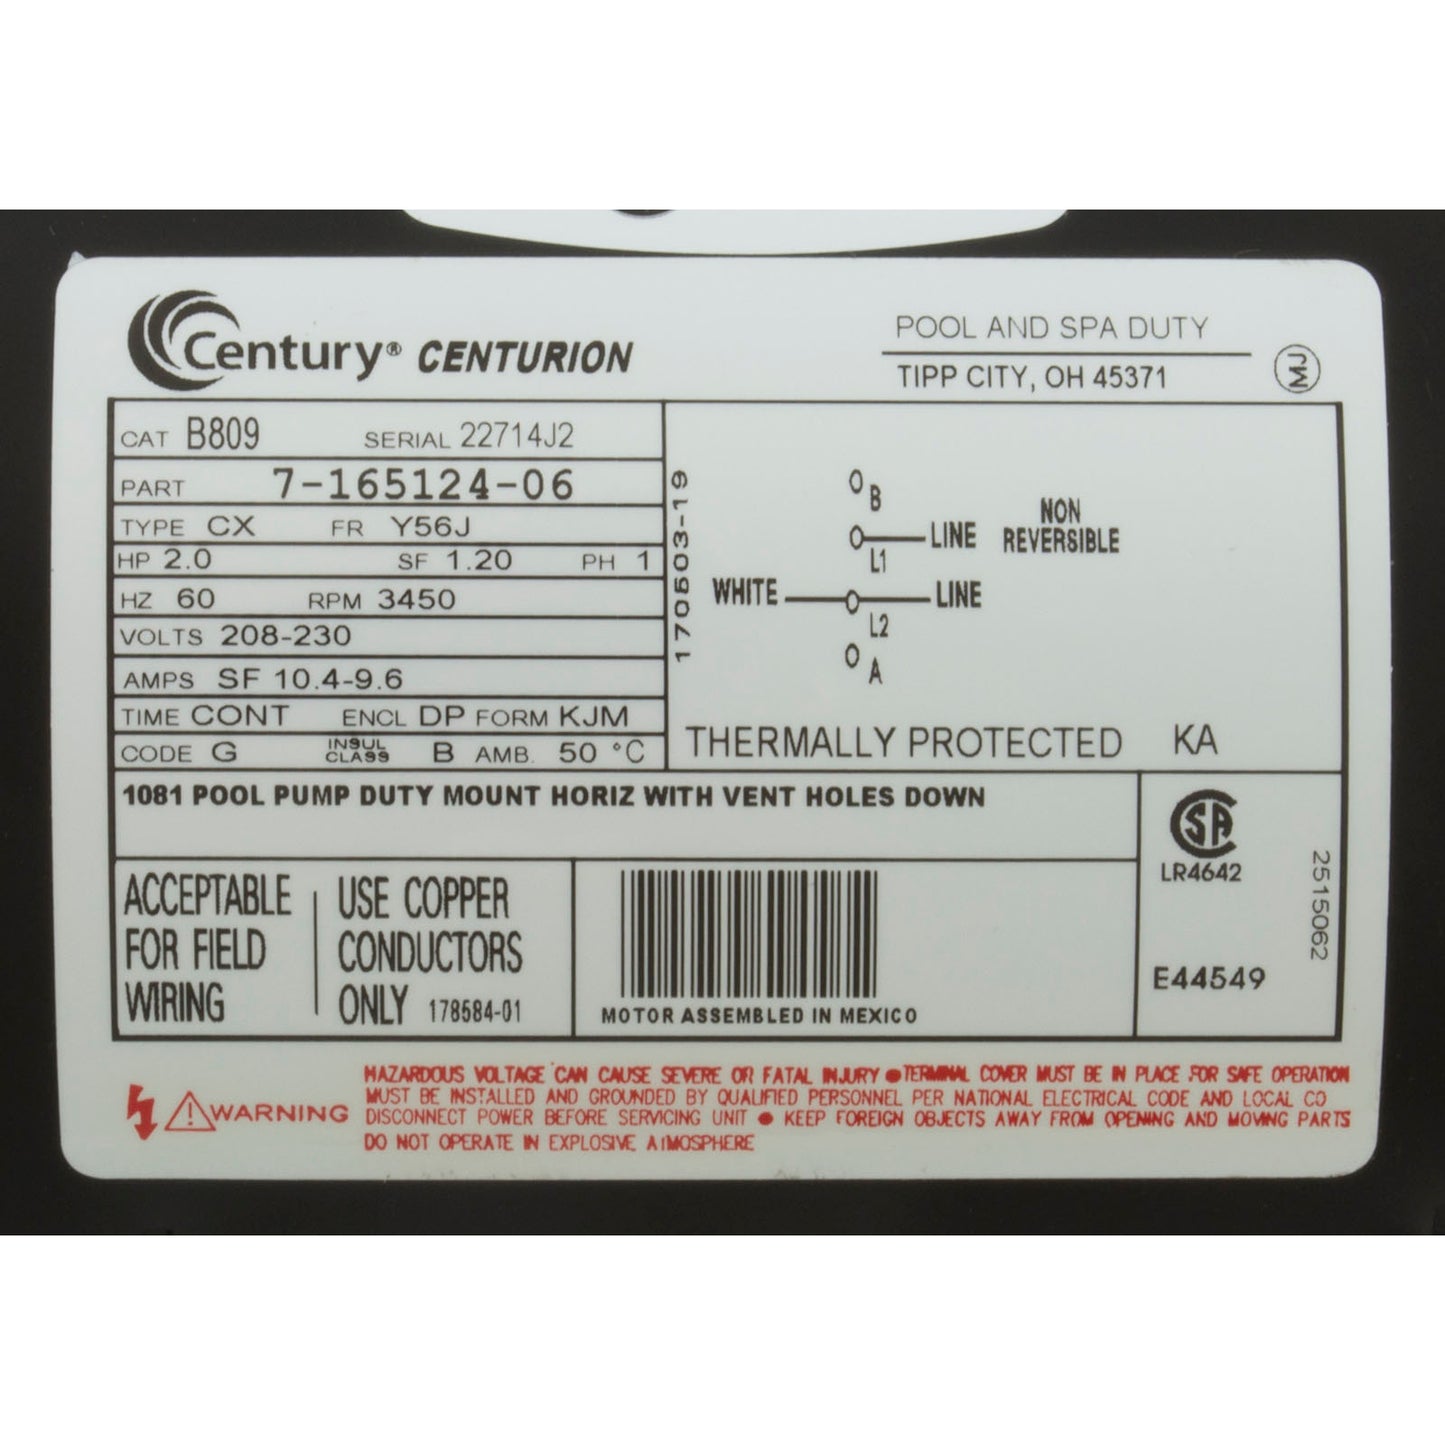 Century® CENTURION
POOL AND SPA DUTY
TIPP CITY, OH 45371
MJ
CAT B809 SERIAL 22714J2
PART 7-165124-06
TYPE CX FR Y56J
HP 2.0 SF 1.20 PH 1
HZ 60 RPM 3450
VOLTS 208-230
AMPS SF 10.4-9.6
TIME CONT ENCL DP FORM KJM
CODE G INSUL CLASS B AMB. 50 °C
170503-19
B
L1 LINE
NON
REVERSIBLE
WHITE L2 LINE
A
THERMALLY PROTECTED KA
1081 POOL PUMP DUTY MOUNT HORIZ WITH VENT HOLES DOWN
ACCEPTABLE
FOR FIELD
WIRING
USE COPPER
CONDUCTORS
ONLY 178584-01
MOTOR ASSEMBLED IN MEXICO
CSA
LR4642
E44549
2515062
WARNING
HAZARDOUS VOLTAGE CAN CAUSE SEVERE OR FATAL INJURY ● TERMINAL COVER MUST BE IN PLACE FOR SAFE OPERATION
MUST BE INSTALLED AND GROUNDED BY QUALIFIED PERSONNEL PER NATIONAL ELECTRICAL CODE AND LOCAL CO
DISCONNECT POWER BEFORE SERVICING UNIT ● KEEP FOREIGN OBJECTS AWAY FROM OPENING AND MOVING PARTS
DO NOT OPERATE IN EXPLOSIVE ATMOSPHERE